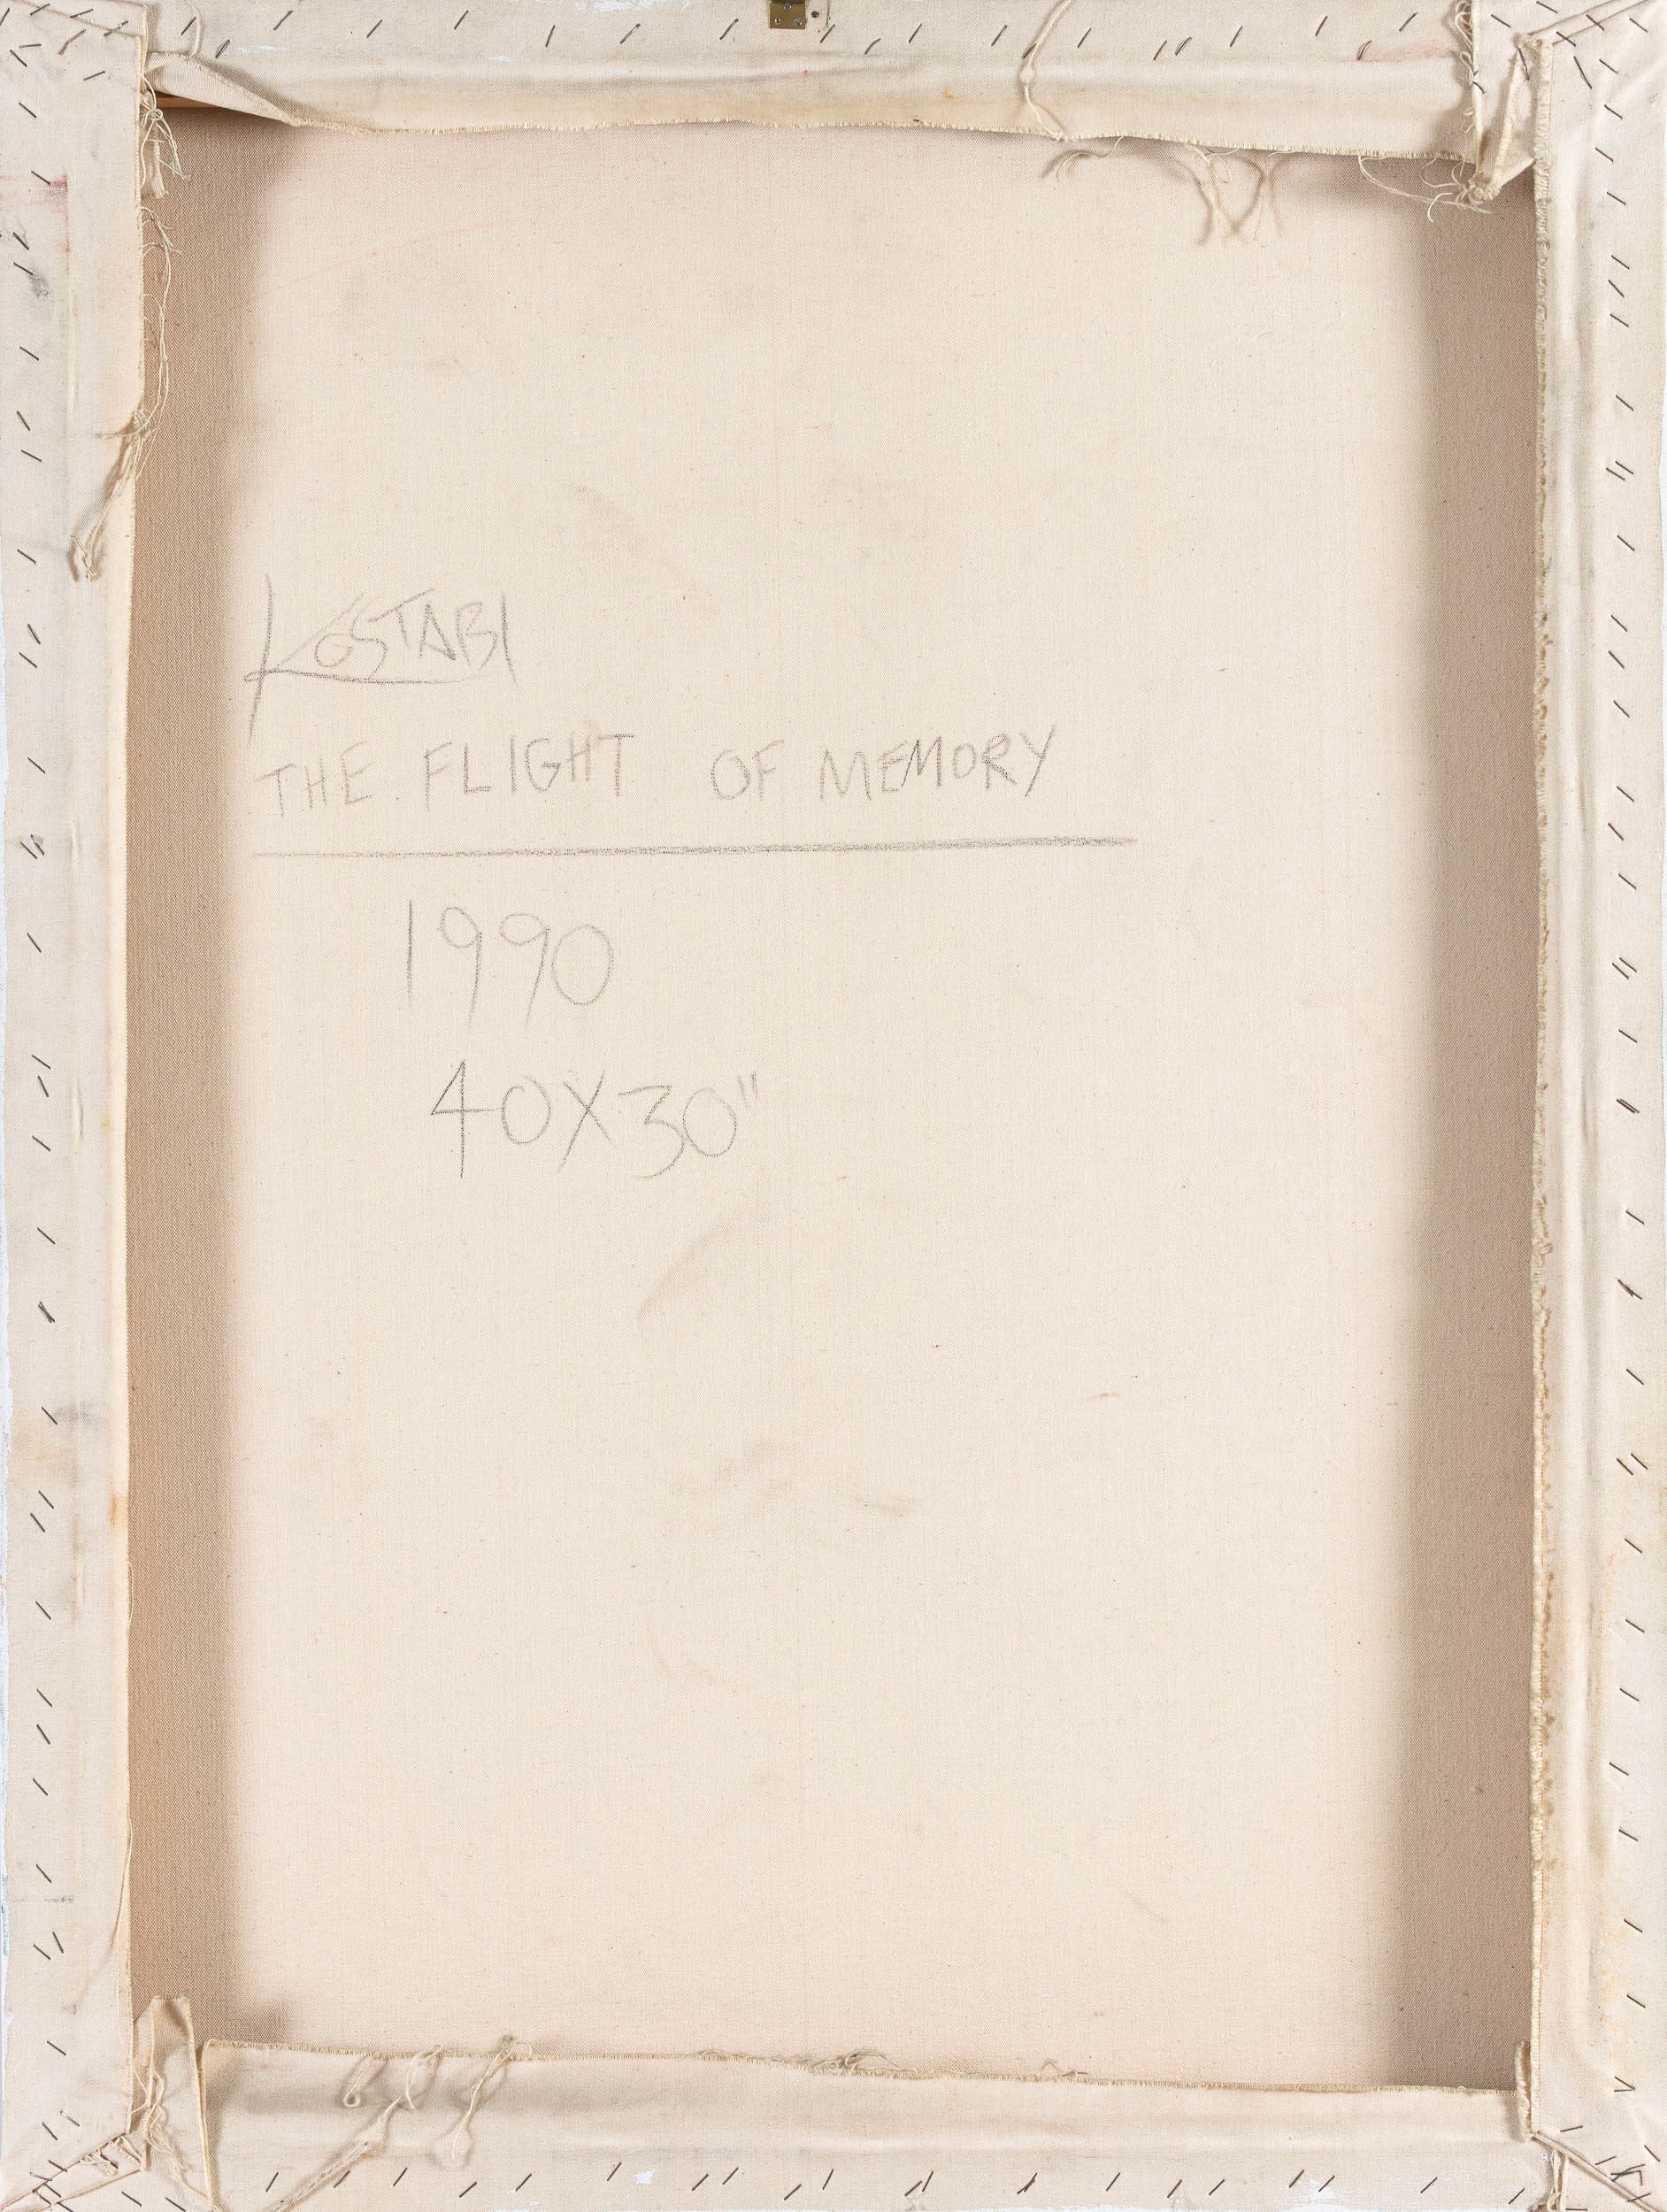 KOSTABI
THE FLIGHT OF MEMORY
1990
40X30"